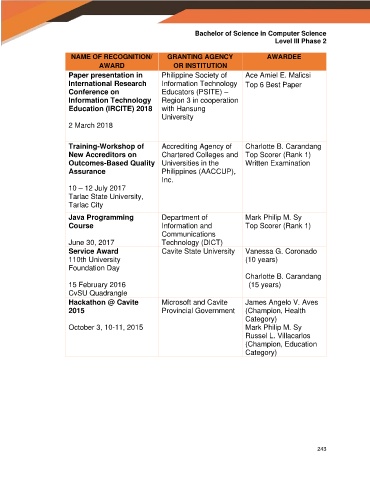 Bachelor of Science in Computer Science
Level III Phase 2
NAME OF RECOGNITION/
AWARD
GRANTING AGENCY
OR INSTITUTION
AWARDEE
Paper presentation in
International Research
Conference on
Information Technology
Education (IRCITE) 2018
2 March 2018
Philippine Society of
Information Technology
Educators (PSITE) –
Region 3 in cooperation
with Hansung
University
Ace Amiel E. Malicsi
Top 6 Best Paper
Training-Workshop of
New Accreditors on
Outcomes-Based Quality
Assurance
10 – 12 July 2017
Tarlac State University,
Tarlac City
Accrediting Agency of
Chartered Colleges and
Universities in the
Philippines (AACCUP),
Inc.
Charlotte B. Carandang
Top Scorer (Rank 1)
Written Examination
Java Programming
Course
June 30, 2017
Department of
Information and
Communications
Technology (DICT)
Mark Philip M. Sy
Top Scorer (Rank 1)
Service Award
110th University
Foundation Day
15 February 2016
CvSU Quadrangle
Cavite State University
Vanessa G. Coronado
(10 years)
Charlotte B. Carandang
(15 years)
Hackathon @ Cavite
2015
October 3, 10-11, 2015
Microsoft and Cavite
Provincial Government
James Angelo V. Aves
(Champion, Health
Category)
Mark Philip M. Sy
Russel L. Villacarlos
(Champion, Education
Category)
243